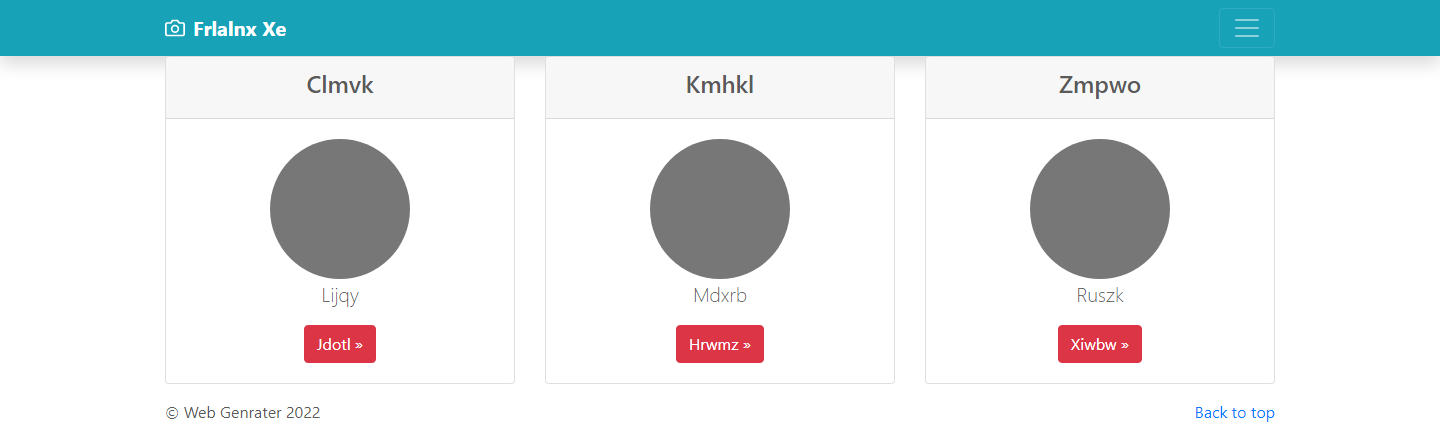 Frlalnx Xe
Clmvk
Kmhkl
Zmpwo
Lijqy
Mdxrb
Ruszk
Jdotl »
Hrwmz »
Xiwbw »
© Web Genrater 2022
Back to top